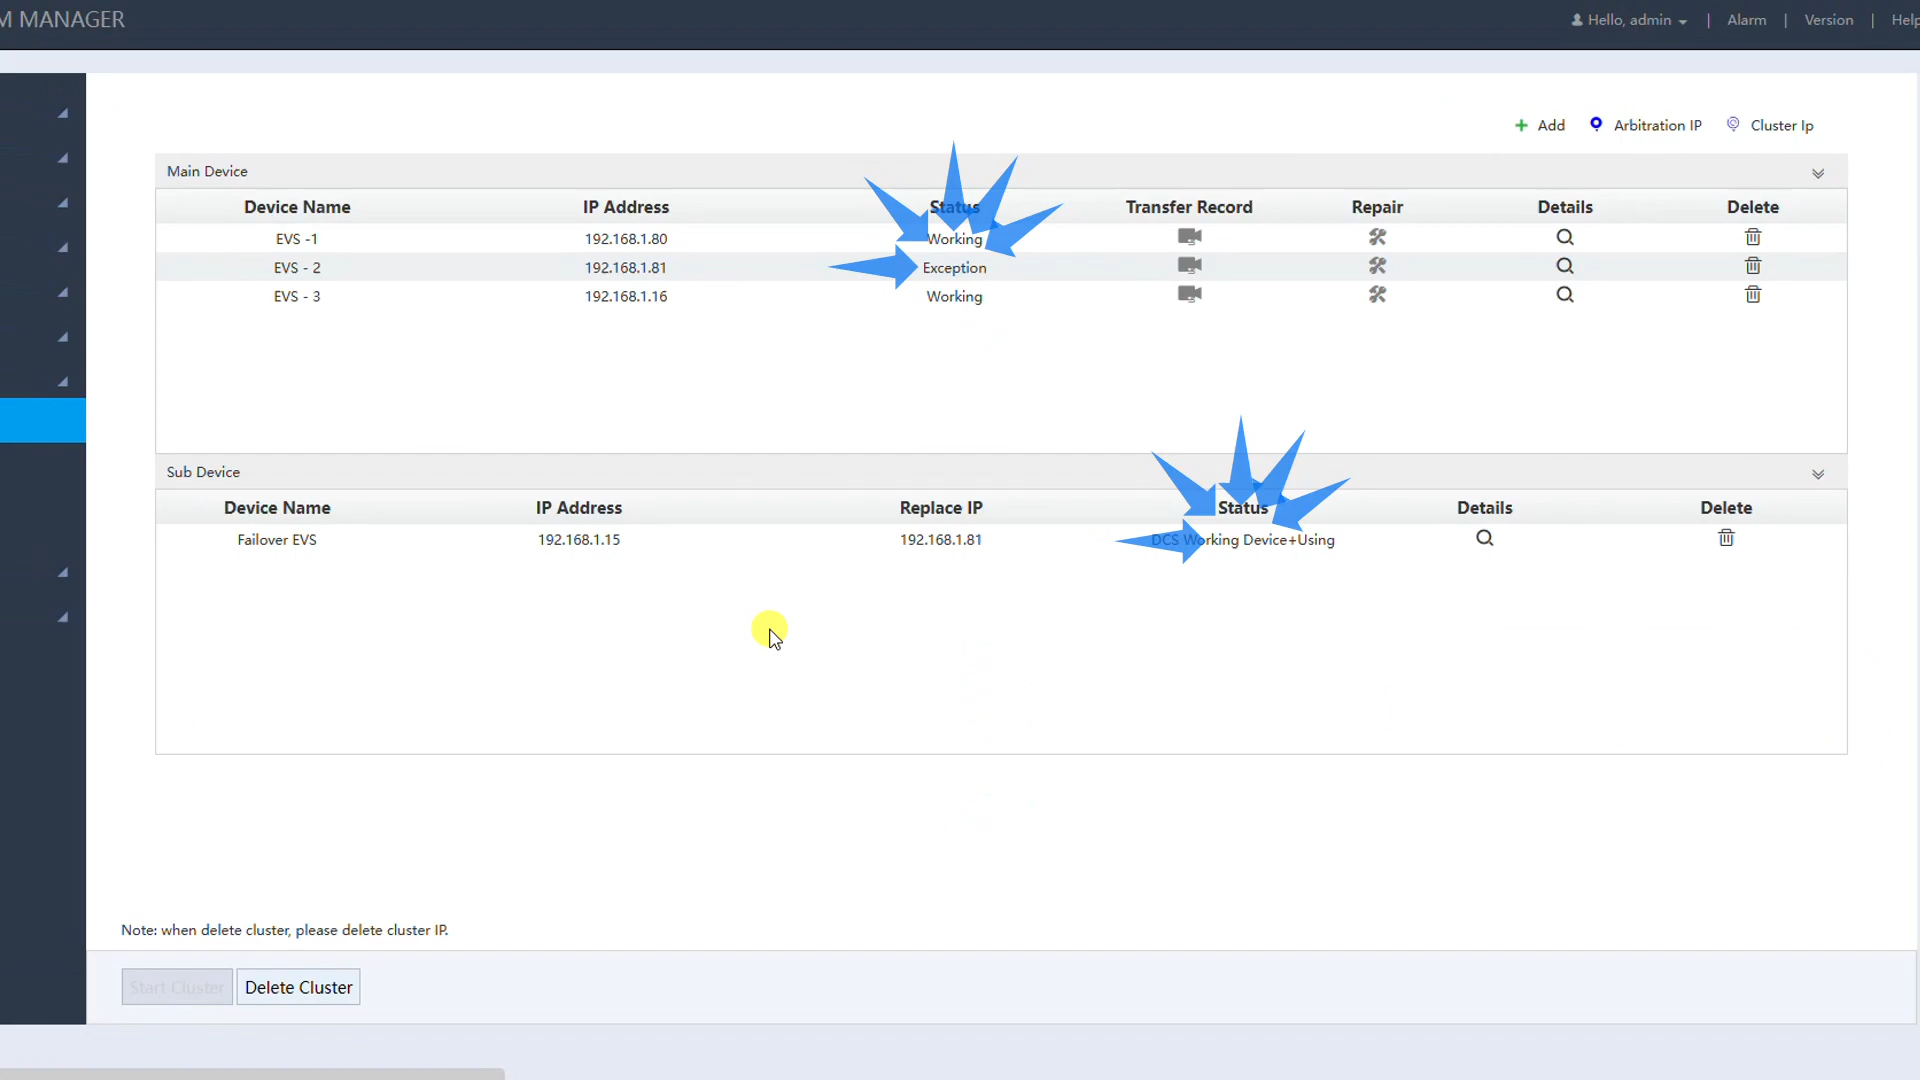 M MANAGER
Hello, admin | Alarm | Version | Help
Add Arbitration IP Cluster Ip
Main Device
Device Name IP Address Status Transfer Record Repair Details Delete
EVS -1 192.168.1.80 Working
EVS - 2 192.168.1.81 Exception
EVS - 3 192.168.1.16 Working
Sub Device
Device Name IP Address Replace IP Status Details Delete
Failover EVS 192.168.1.15 192.168.1.81 DCS Working Device+Using
Note: when delete cluster, please delete cluster IP.
Start Cluster Delete Cluster